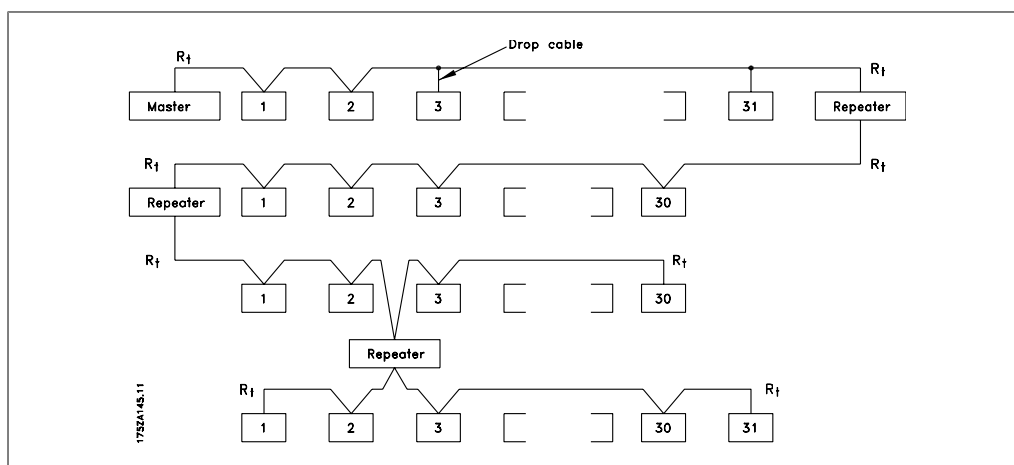 Drop cable
Rt Rt
Master 1 2 3 31 Repeater
Rt Rt
Repeater 1 2 3 30
Rt Rt
1 2 3 30
Repeater
Rt Rt
1 2 3 30 31
175ZA145.11